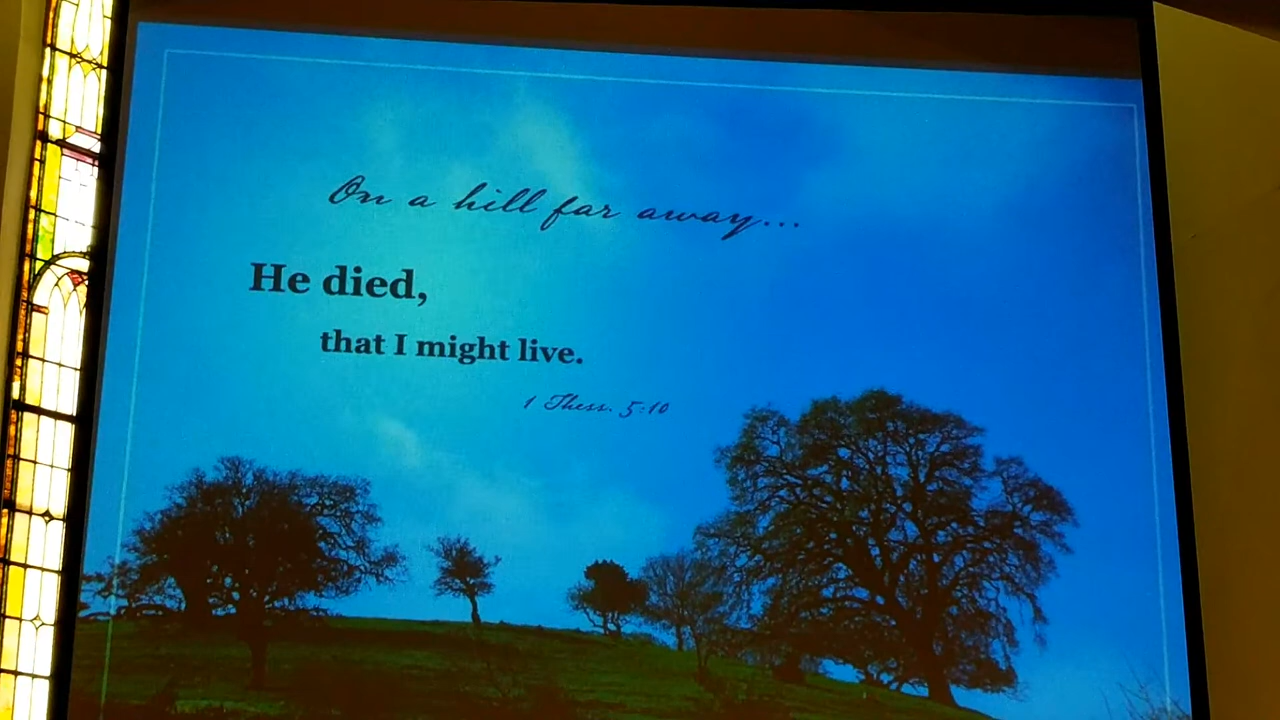 On a hill far away...
He died,
that I might live.
1 Thess. 5:10